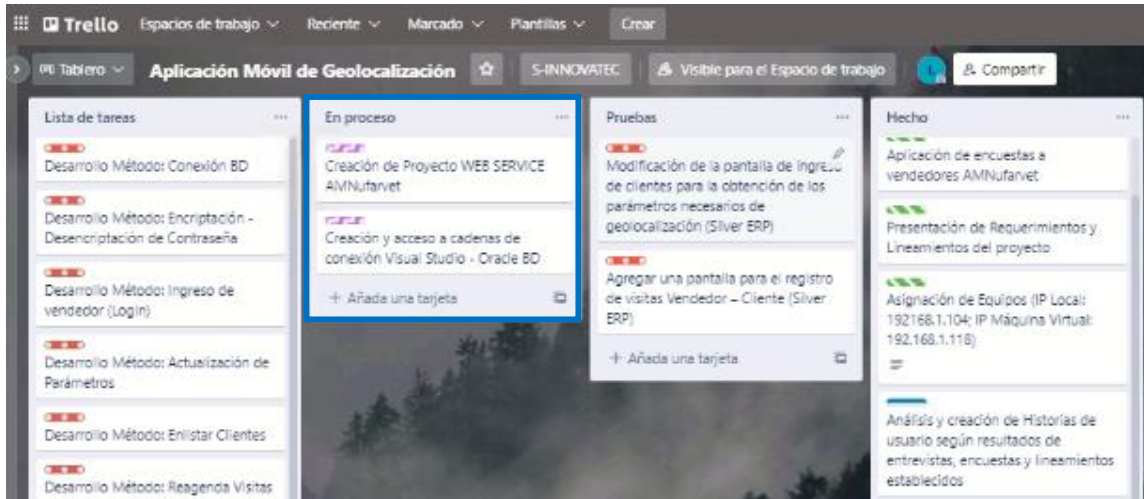 Trello Espacios de trabajo Reciente Marcado Plantillas Crear
Tablero Aplicación Móvil de Geolocalización S-INNOVATEC Visible para el Espacio de trabajo L Compartir
Lista de tareas
Desarrollo Método: Conexión BD
Desarrollo Método: Encriptación -
Desencriptación de Contraseña
Desarrollo Método: Ingreso de
vendedor (Login)
Desarrollo Método: Actualización de
Parámetros
Desarrollo Método: Enlistar Clientes
Desarrollo Método: Reagenda Visitas
En proceso
Creación de Proyecto WEB SERVICE
AMNufarvet
Creación y acceso a cadenas de
conexión Visual Studio - Oracle BD
+ Añada una tarjeta
Pruebas
Modificación de la pantalla de ingreso
de clientes para la obtención de los
parámetros necesarios de
geolocalización (Silver ERP)
Agregar una pantalla para el registro
de visitas Vendedor – Cliente (Silver
ERP)
+ Añada una tarjeta
Hecho
Aplicación de encuestas a
vendedores AMNufarvet
Presentación de Requerimientos y
Lineamientos del proyecto
Asignación de Equipos (IP Local:
192168.1.104; IP Máquina Virtual:
192.168.1.118)
Análisis y creación de Historias de
usuario según resultados de
entrevistas, encuestas y lineamientos
establecidos